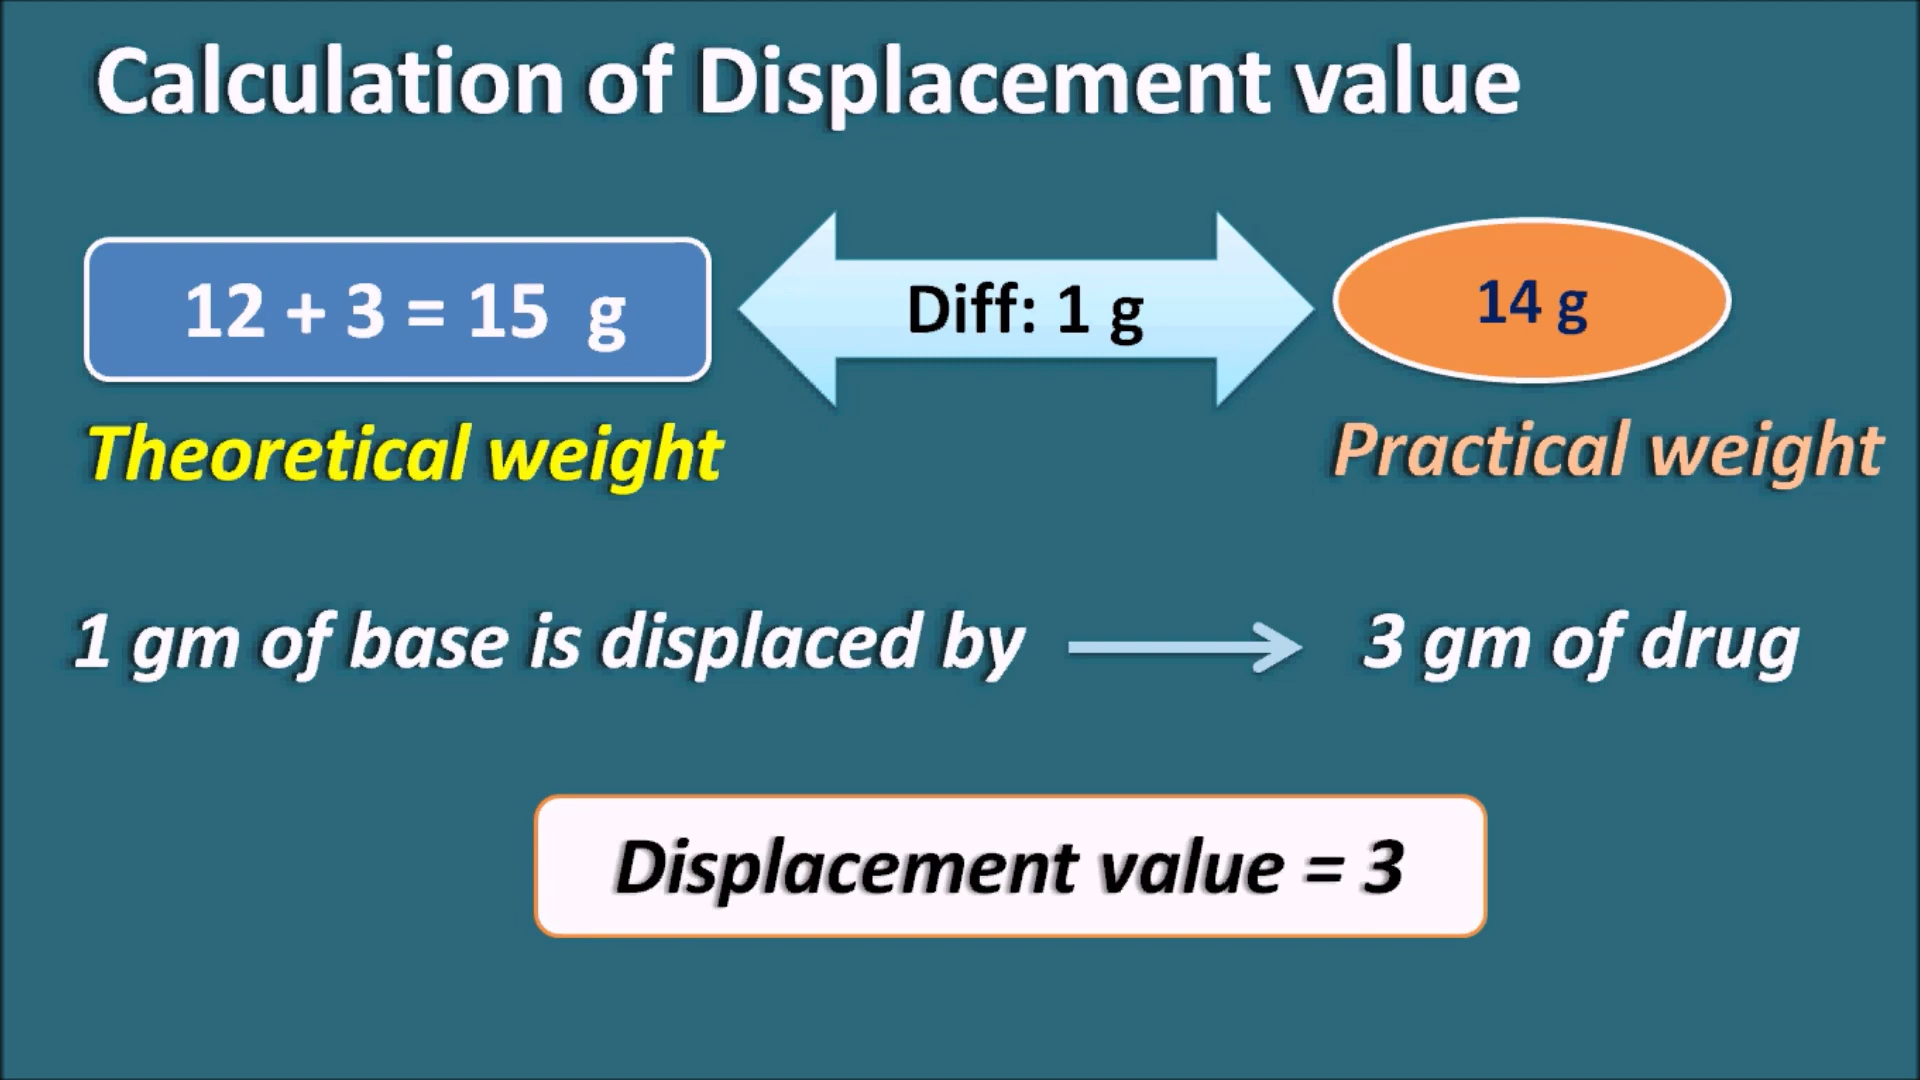 Calculation of Displacement value
12 + 3 = 15 g
Diff: 1 g
14 g
Theoretical weight
Practical weight
1 gm of base is displaced by
3 gm of drug
Displacement value = 3